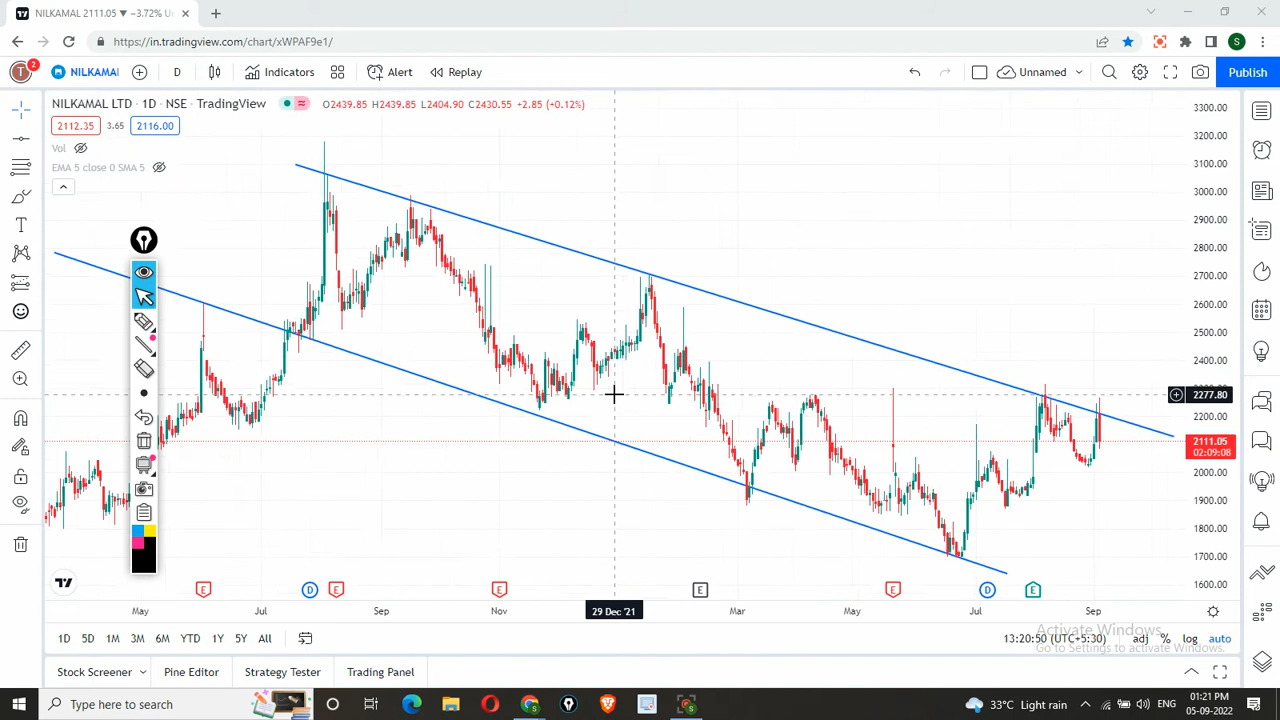 NILKAMAL 2111.05 ▼ −3.72% Un
https://in.tradingview.com/chart/xWPAF9e1/
S
T 2 NILKAMAL D Indicators Alert Replay Unnamed Publish
NILKAMAL LTD · 1D · NSE · TradingView O2439.85 H2439.85 L2404.90 C2430.55 +2.85 (+0.12%)
2112.35 3.65 2116.00
Vol
EMA 5 close 0 SMA 5
3300.00
3200.00
3100.00
3000.00
2900.00
2800.00
2700.00
2600.00
2500.00
2400.00
2277.80
2200.00
2111.05
02:09:08
2000.00
1900.00
1800.00
1700.00
1600.00
E D E E E E D E
May Jul Sep Nov 29 Dec '21 Mar May Jul Sep
1D 5D 1M 3M 6M YTD 1Y 5Y All 13:20:50 (UTC+5:30) adj % log auto
Activate Windows
Go to Settings to activate Windows.
Stock Screener Pine Editor Strategy Tester Trading Panel
Type here to search 33°C Light rain ENG 01:21 PM
05-09-2022